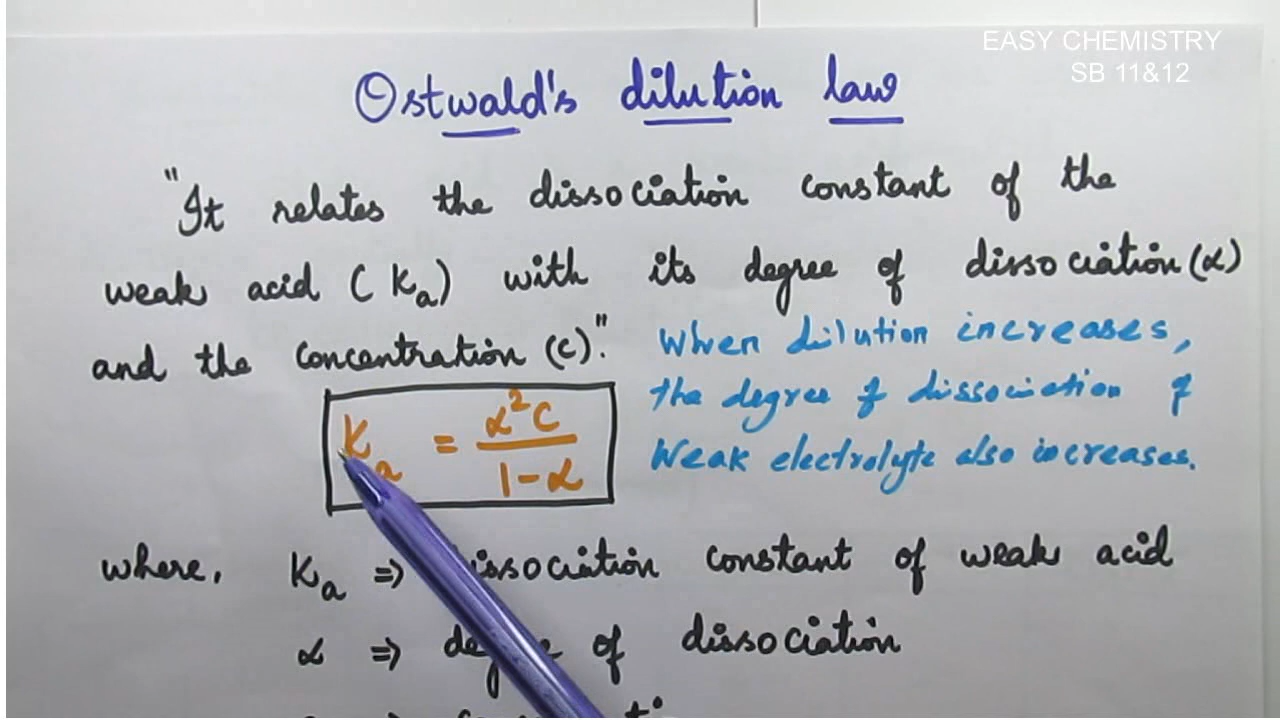 EASY CHEMISTRY
SB 11&12
Ostwald's dilution law
"It relates the dissociation constant of the
weak acid (Ka) with its degree of dissociation (α)
and the concentration (C)."
When dilution increases,
the degree of dissociation of
Weak electrolyte also increases.
Ka = α²C / 1-α
where, Ka ⇒ dissociation constant of weak acid
α ⇒ degree of dissociation